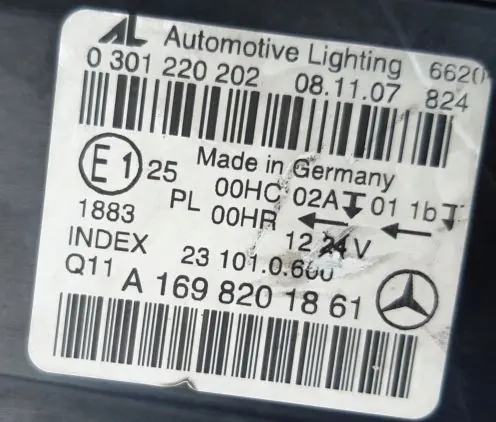 AL Automotive Lighting 6620
0 301 220 202 08.11.07 824
Made in Germany
E1 25 00HC 02A 01 1b
1883 PL 00HR
12 24 V
INDEX 23 101.0.600
Q11 A 169 820 18 61